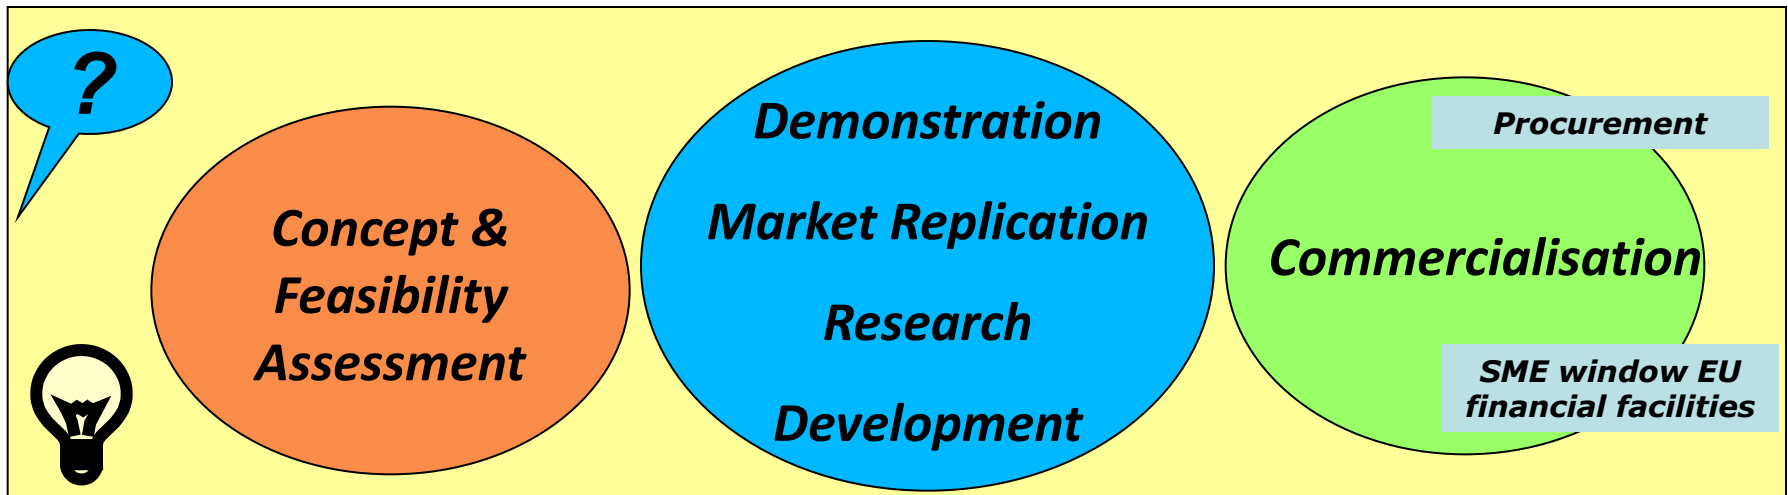 ?
Concept &
Feasibility
Assessment
Demonstration
Market Replication
Research
Development
Commercialisation
Procurement
SME window EU
financial facilities